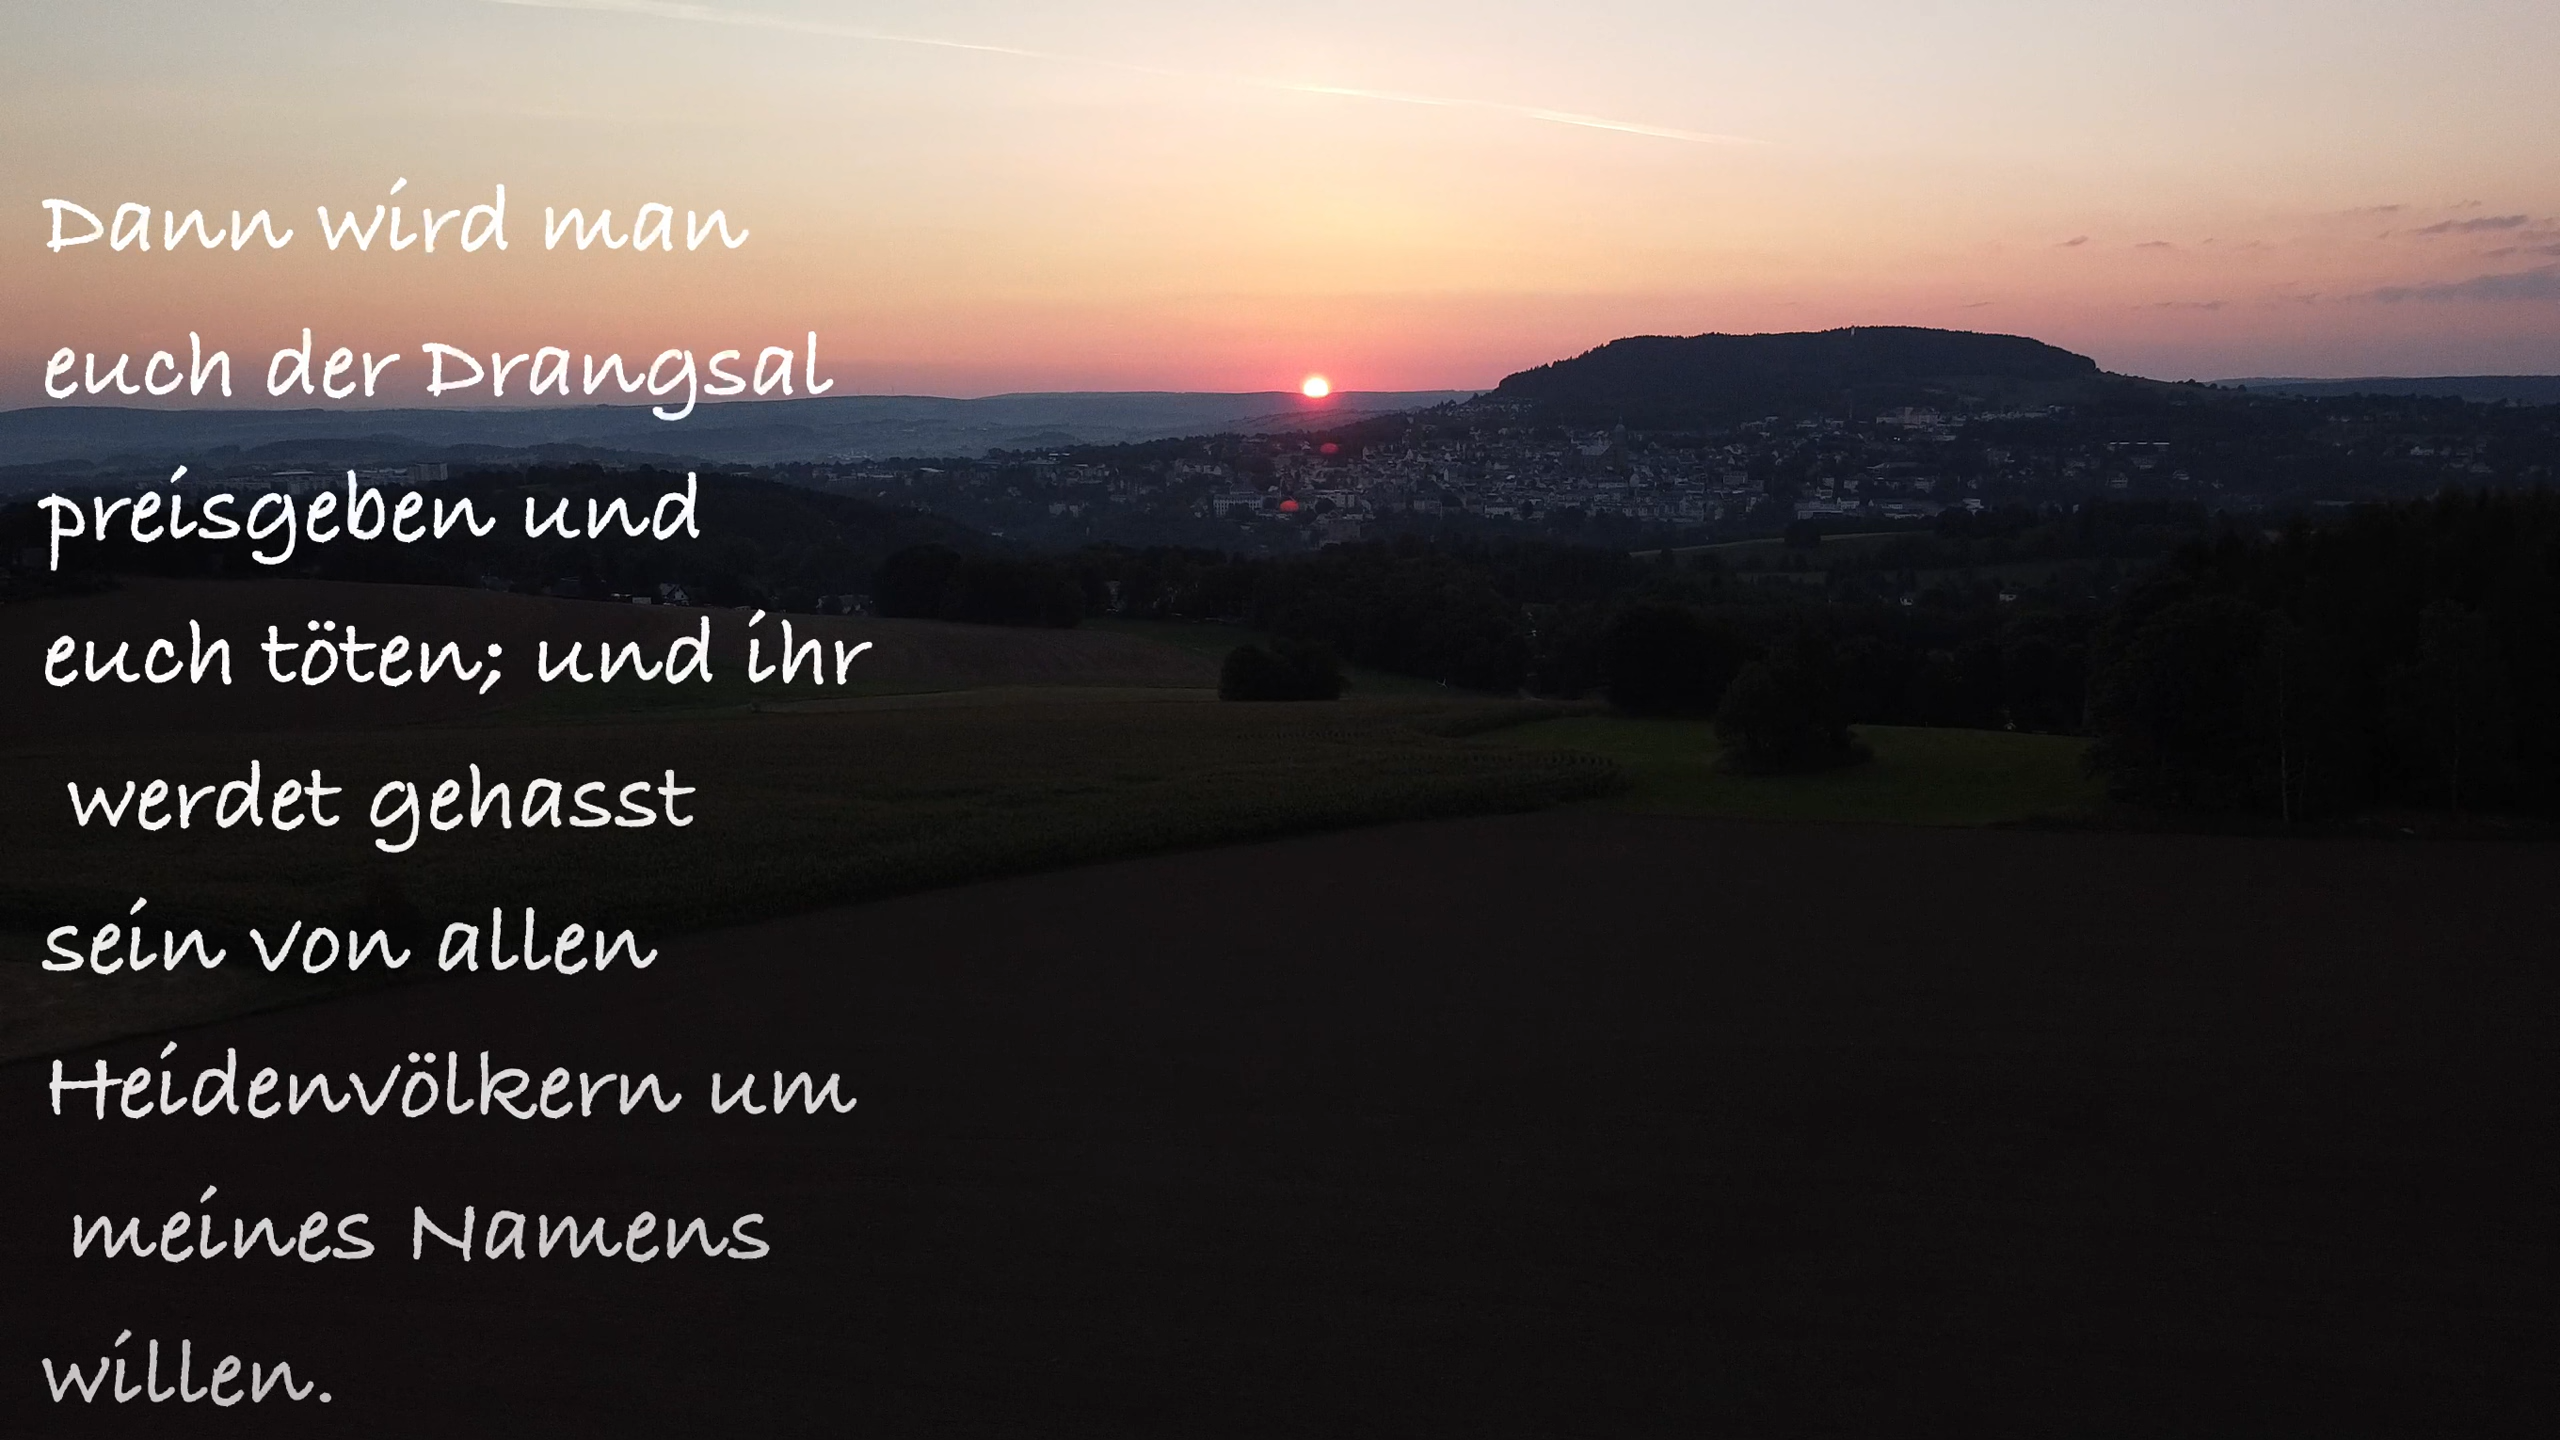 Dann wird man
euch der Drangsal
preisgeben und
euch töten; und ihr
werdet gehasst
sein von allen
Heidenvölkern um
meines Namens
willen.